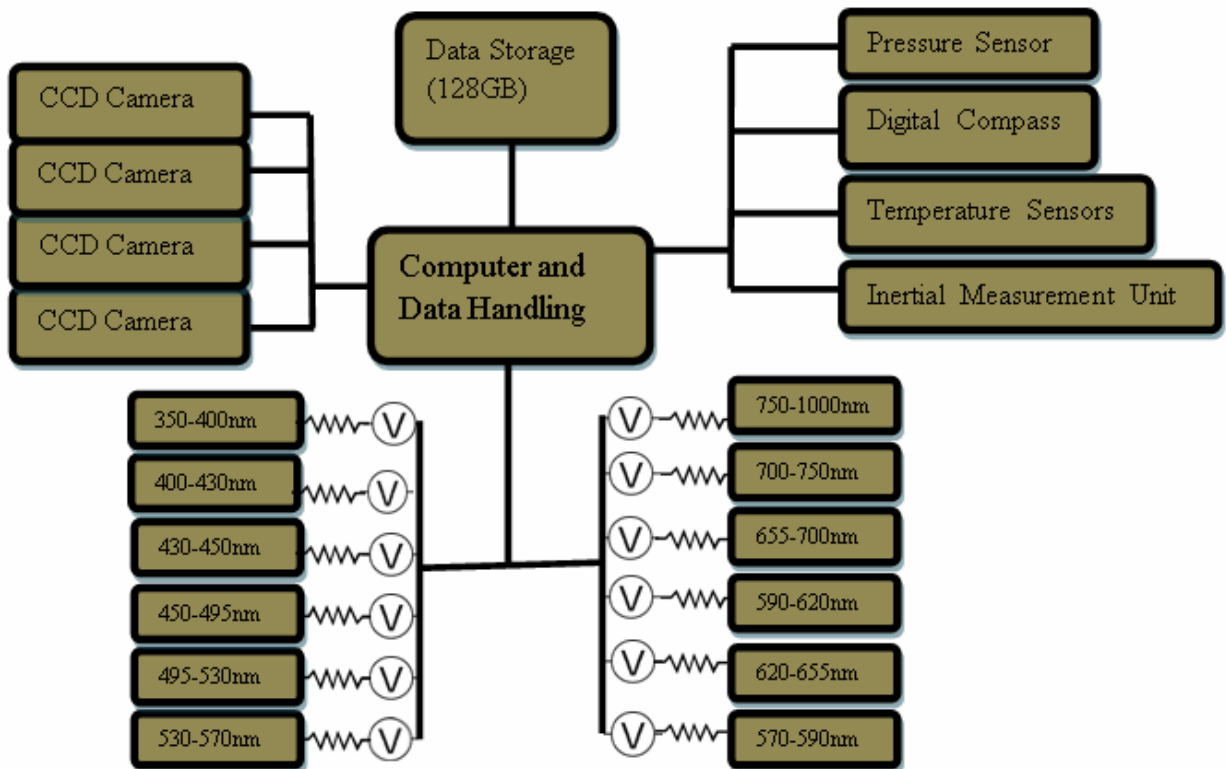 Data Storage
(128GB)
CCD Camera
CCD Camera
CCD Camera
CCD Camera
Pressure Sensor
Digital Compass
Temperature Sensors
Inertial Measurement Unit
Computer and
Data Handling
350-400nm
V
400-430nm
V
430-450nm
V
450-495nm
V
495-530nm
V
530-570nm
V
V
750-1000nm
V
700-750nm
V
655-700nm
V
590-620nm
V
620-655nm
V
570-590nm